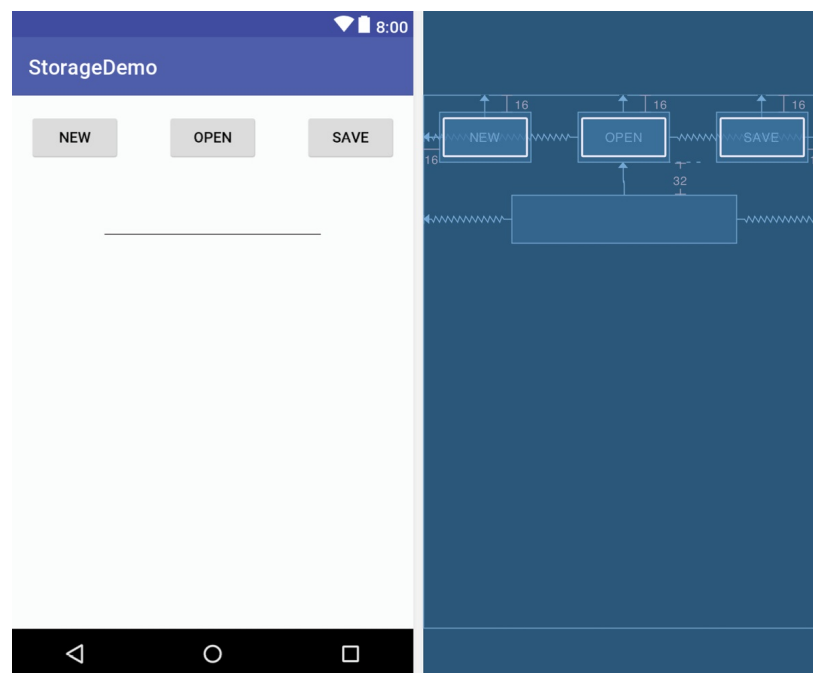 8:00
StorageDemo
NEW OPEN SAVE
16 16 16
NEW OPEN SAVE
16
32